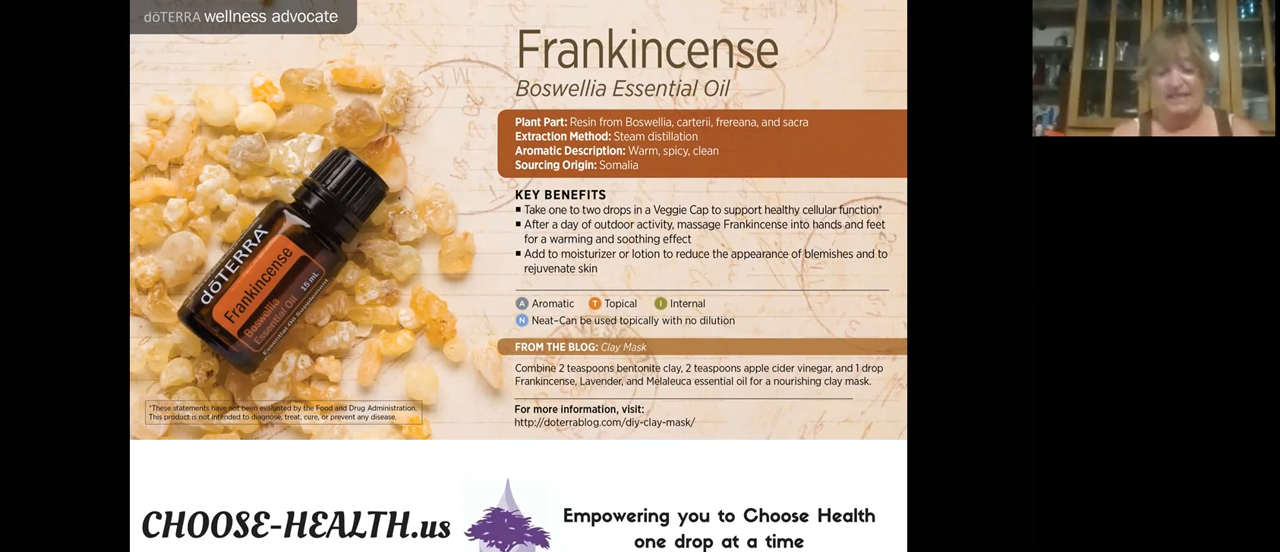 dōTERRA wellness advocate
Frankincense
Boswellia Essential Oil
Plant Part: Resin from Boswellia, carterii, frereana, and sacra
Extraction Method: Steam distillation
Aromatic Description: Warm, spicy, clean
Sourcing Origin: Somalia
KEY BENEFITS
■ Take one to two drops in a Veggie Cap to support healthy cellular function*
■ After a day of outdoor activity, massage Frankincense into hands and feet
for a warming and soothing effect
■ Add to moisturizer or lotion to reduce the appearance of blemishes and to
rejuvenate skin
A Aromatic T Topical I Internal
N Neat–Can be used topically with no dilution
FROM THE BLOG: Clay Mask
Combine 2 teaspoons bentonite clay, 2 teaspoons apple cider vinegar, and 1 drop
Frankincense, Lavender, and Melaleuca essential oil for a nourishing clay mask.
For more information, visit:
http://doterrablog.com/diy-clay-mask/
dōTERRA
Frankincense
Boswellia
Essential Oil 15 mL
Essential Oil Supplement
*These statements have not been evaluated by the Food and Drug Administration.
This product is not intended to diagnose, treat, cure, or prevent any disease.
CHOOSE-HEALTH.us
Empowering you to Choose Health
one drop at a time